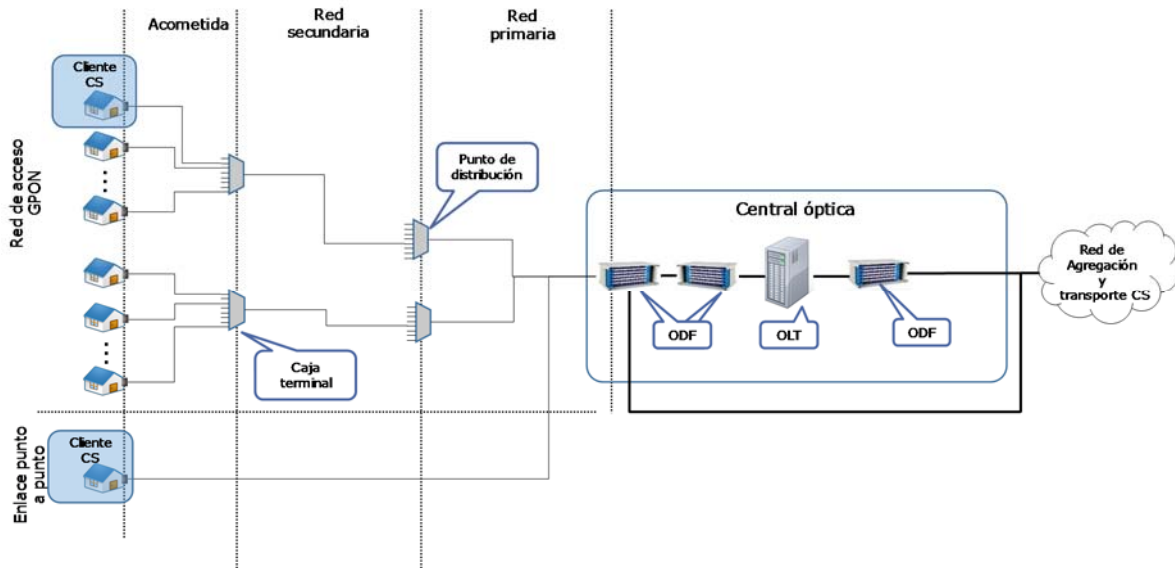 Acometida
Red
secundaria
Red
primaria
Cliente
CS
Red de acceso
GPON
Punto de
distribución
Central óptica
Red de
Agregación
y
transporte CS
ODF
OLT
ODF
Caja
terminal
Enlace punto
a punto
Cliente
CS